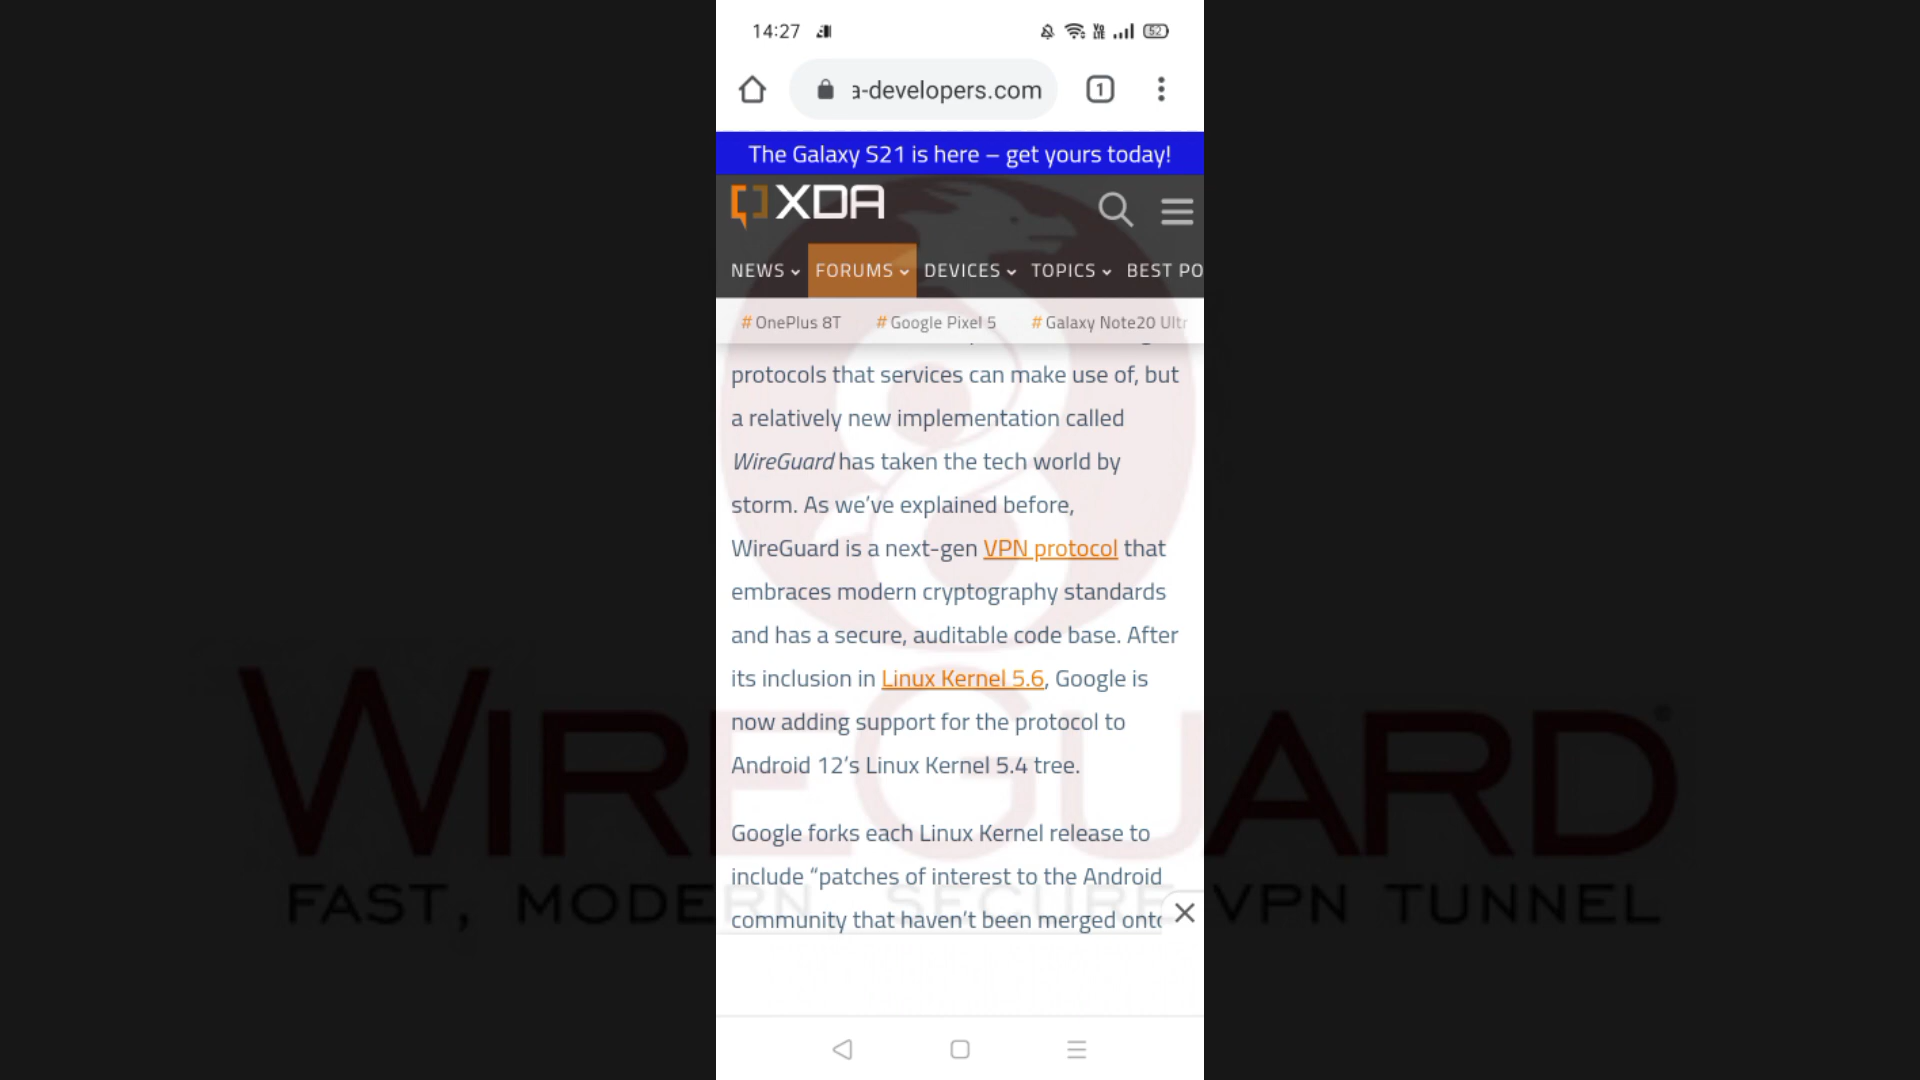 14:27
52
a-developers.com
1
The Galaxy S21 is here – get yours today!
XDA
NEWS FORUMS DEVICES TOPICS BEST PO
# OnePlus 8T # Google Pixel 5 # Galaxy Note20 Ultr
protocols that services can make use of, but
a relatively new implementation called
WireGuard has taken the tech world by
storm. As we’ve explained before,
WireGuard is a next-gen VPN protocol that
embraces modern cryptography standards
and has a secure, auditable code base. After
its inclusion in Linux Kernel 5.6, Google is
now adding support for the protocol to
Android 12’s Linux Kernel 5.4 tree.
Google forks each Linux Kernel release to
include “patches of interest to the Android
community that haven’t been merged onto
WIREGUARD
FAST, MODERN, SECURE VPN TUNNEL